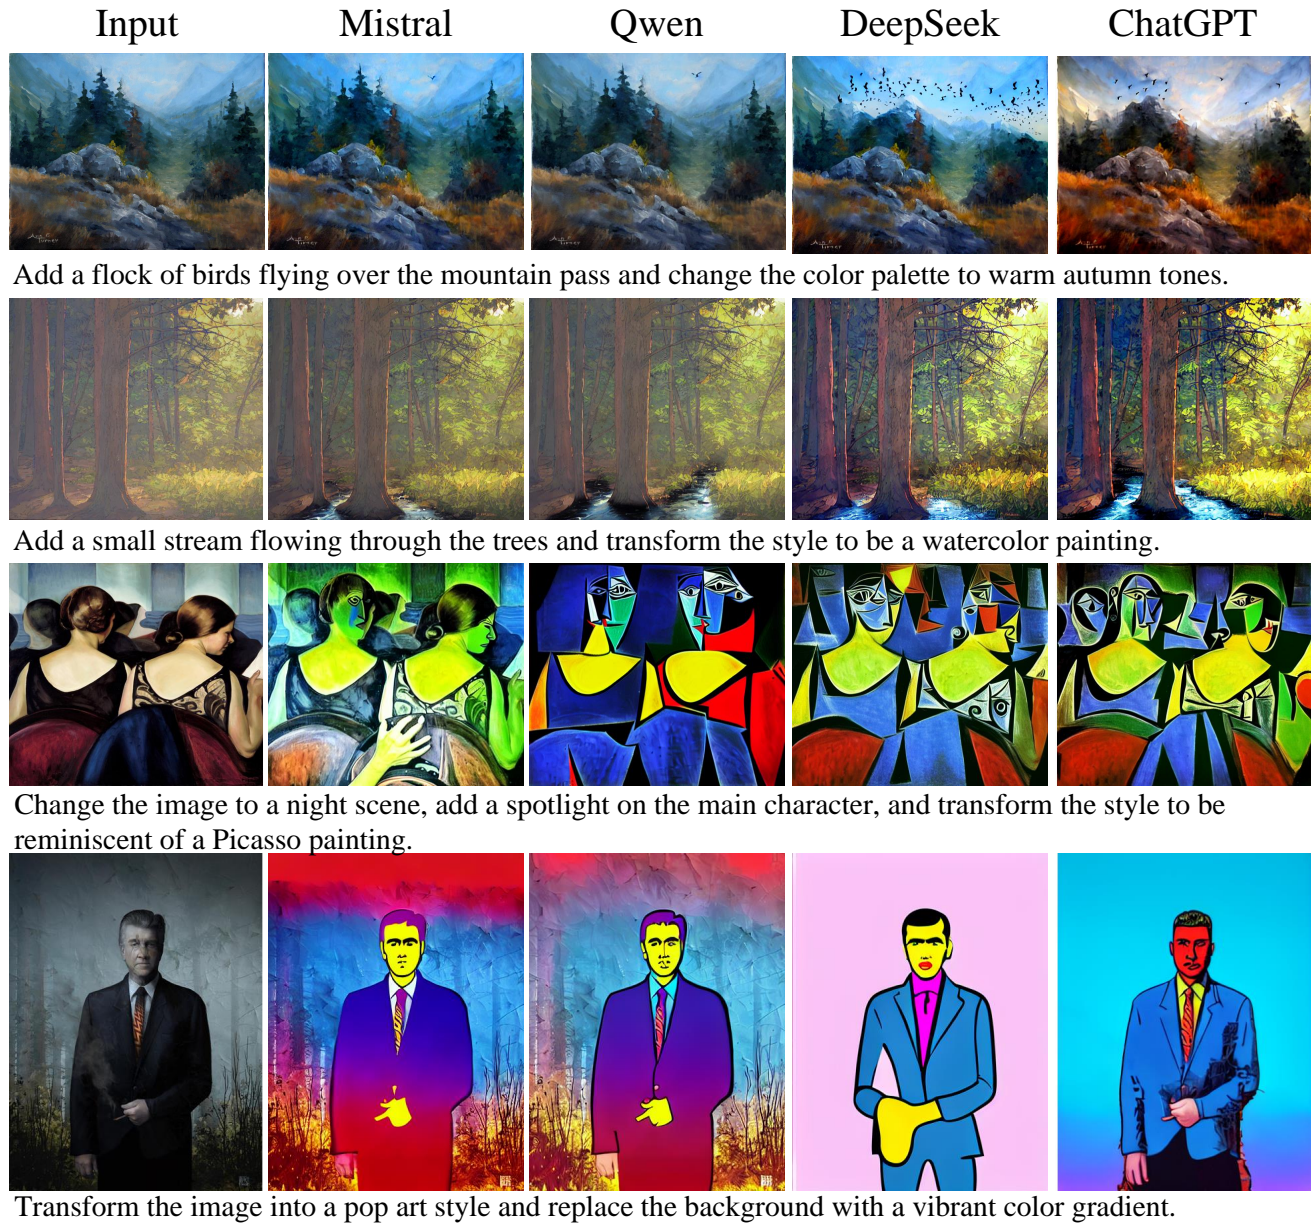 Input Mistral Qwen DeepSeek ChatGPT
Add a flock of birds flying over the mountain pass and change the color palette to warm autumn tones.
Add a small stream flowing through the trees and transform the style to be a watercolor painting.
Change the image to a night scene, add a spotlight on the main character, and transform the style to be
reminiscent of a Picasso painting.
Transform the image into a pop art style and replace the background with a vibrant color gradient.